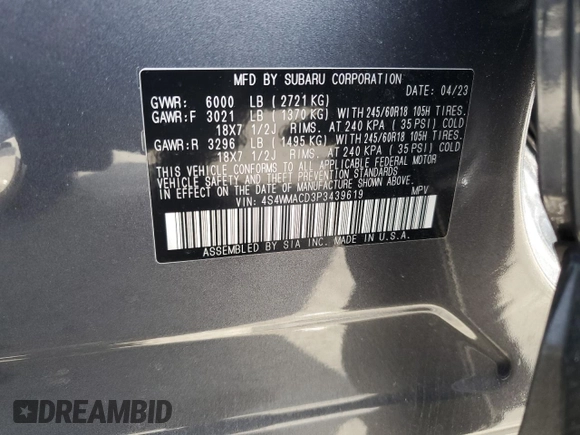 MFD BY SUBARU CORPORATION
DATE: 04/23
GVWR: 6000 LB (2721KG)
GAWR:F 3021 LB (1370KG) WITH 245/60R18 105H TIRES.
18X7 1/2J RIMS. AT 240 KPA (35PSI) COLD
GAWR:R 3296 LB (1495KG) WITH 245/60R18 105H TIRES.
18X7 1/2J RIMS. AT 240 KPA (35PSI) COLD
THIS VEHICLE CONFORMS TO ALL APPLICABLE FEDERAL MOTOR
VEHICLE SAFETY AND THEFT PREVENTION STANDARDS
IN EFFECT ON THE DATE OF MANUFACTURE SHOWN ABOVE.
VIN: 4S4WMACD3P3439619 MPV
ASSEMBLED BY SIA INC. MADE IN U.S.A.
DREAMBID